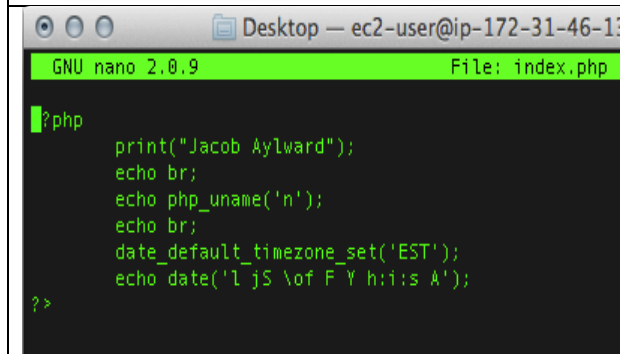 Desktop — ec2-user@ip-172-31-46-13
GNU nano 2.0.9 File: index.php
?php
print("Jacob Aylward");
echo br;
echo php_uname('n');
echo br;
date_default_timezone_set('EST');
echo date('l jS \of F Y h:i:s A');
?>